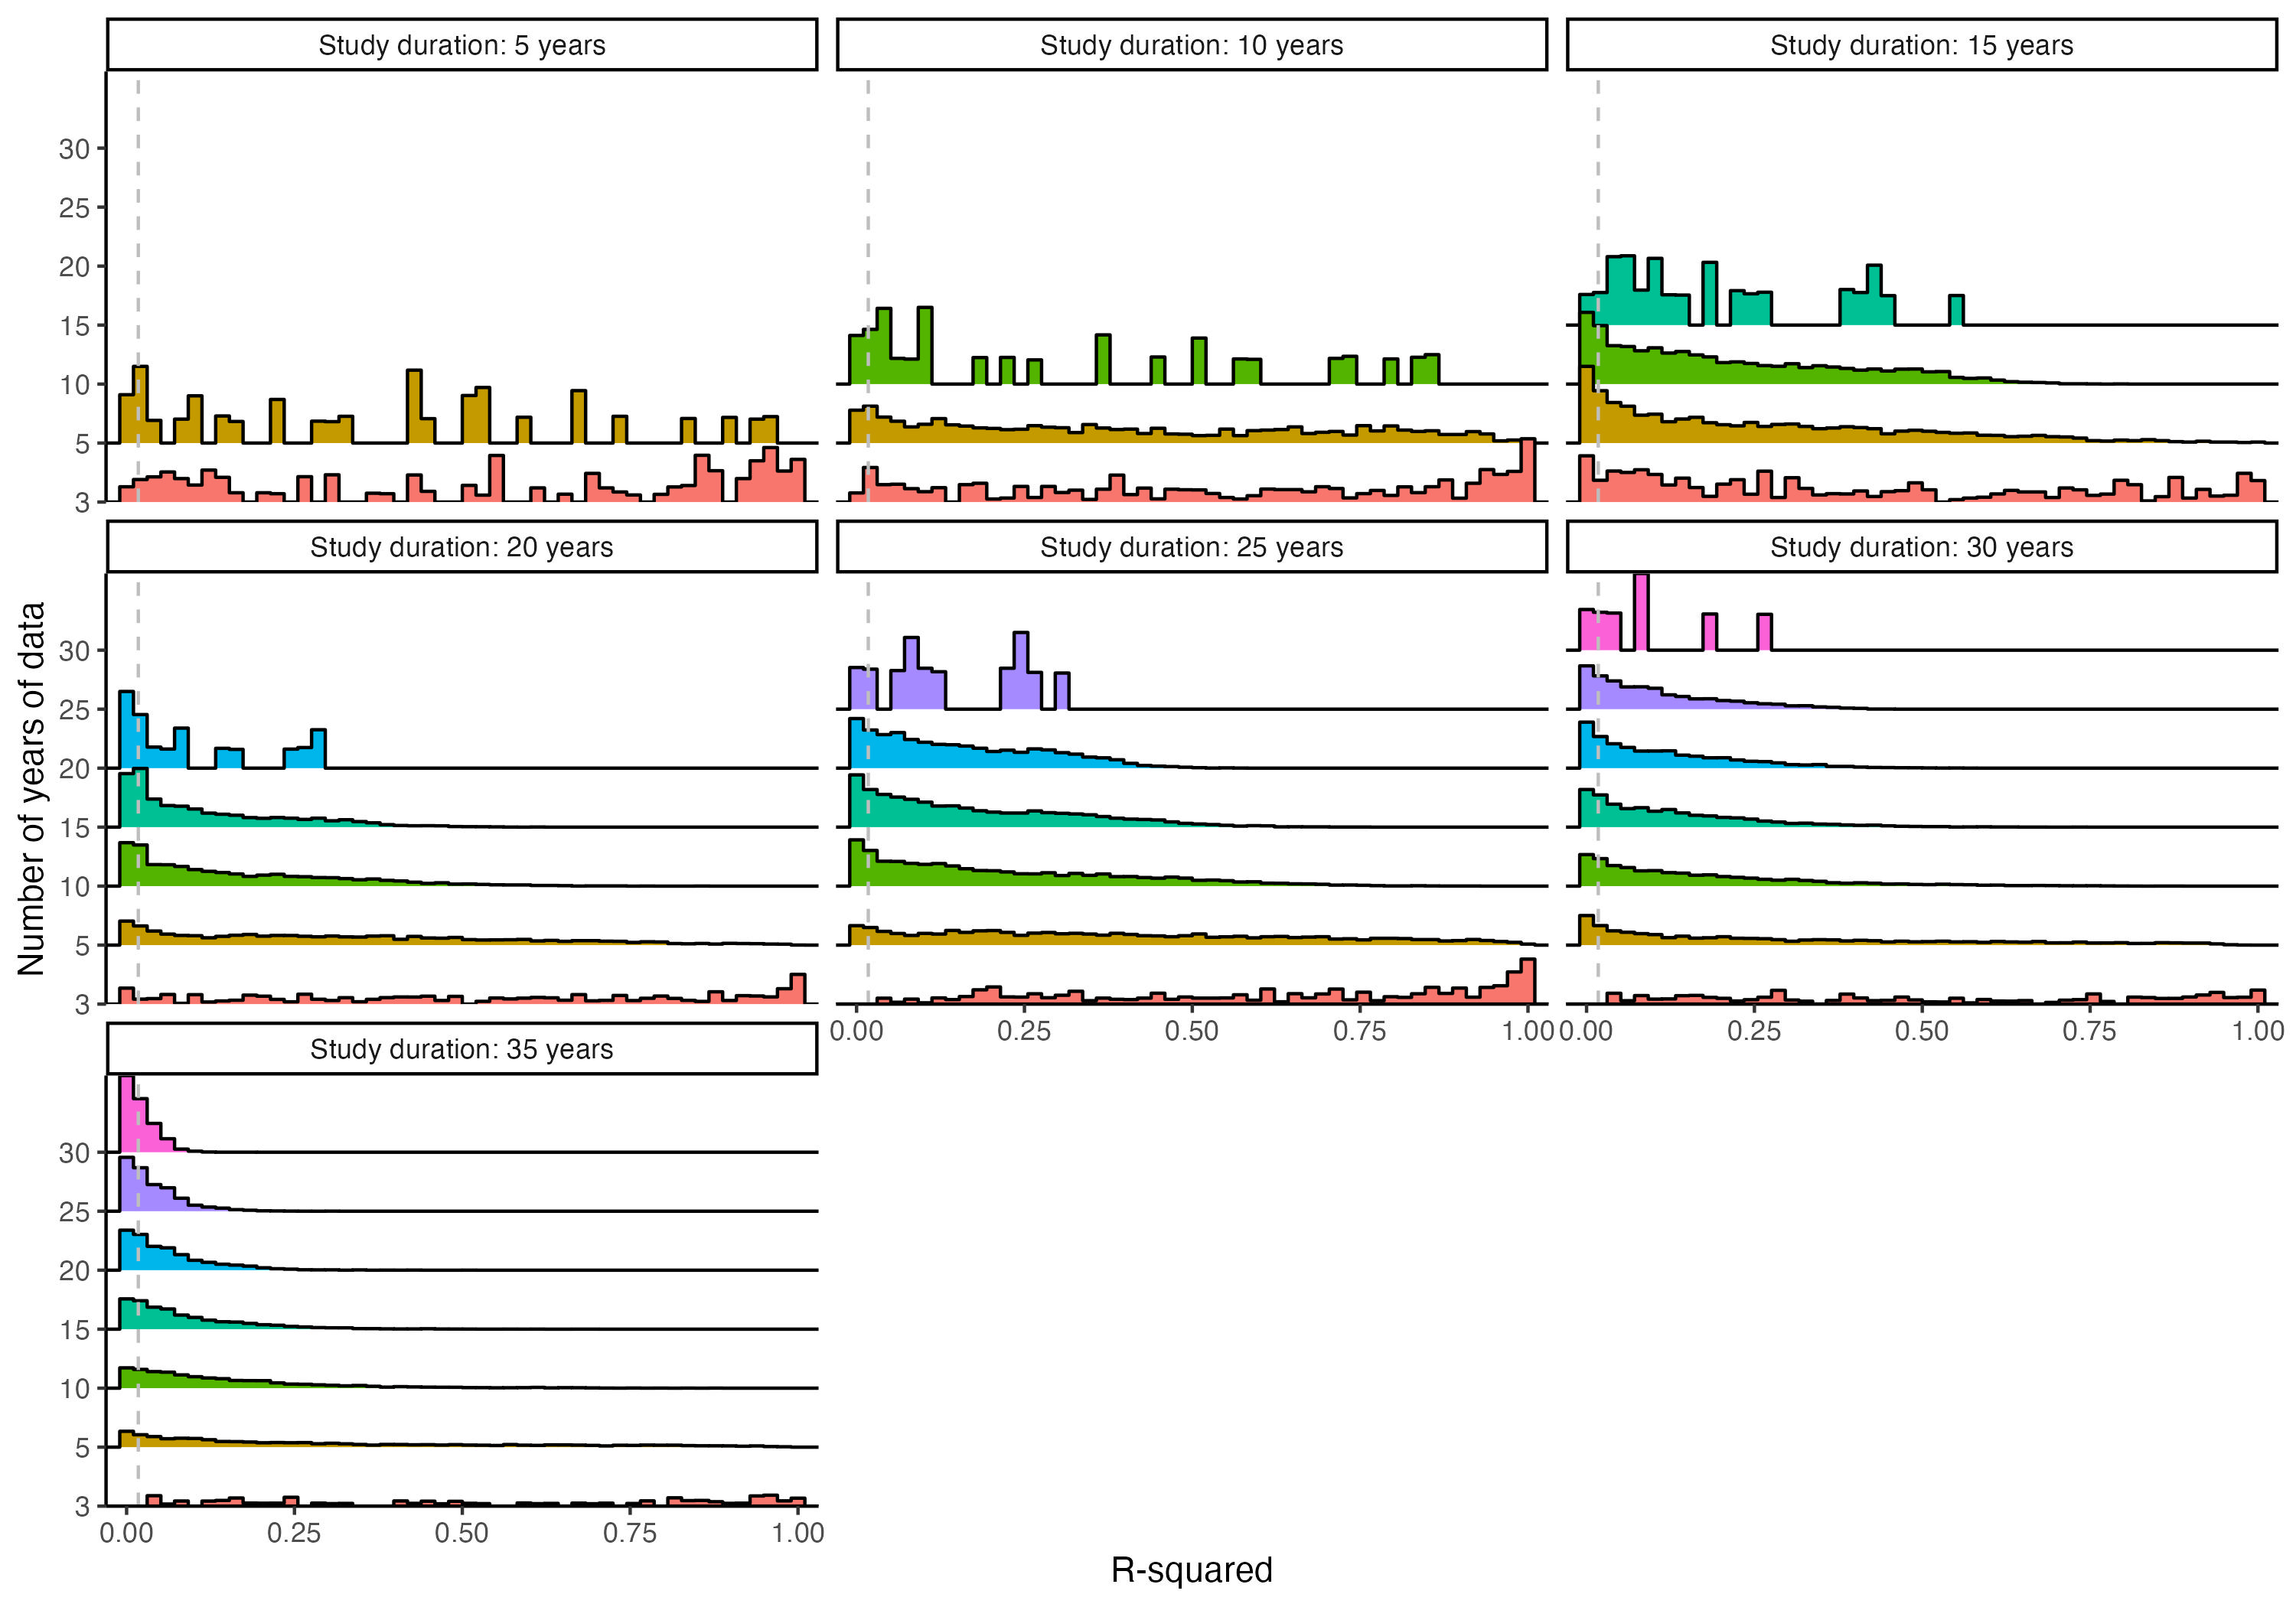 Study duration: 5 years
Study duration: 10 years
Study duration: 15 years
30
25
20
15
10
5
3
Study duration: 20 years
Study duration: 25 years
Study duration: 30 years
Number of years of data
30
25
20
15
10
5
3
0.00 0.25 0.50 0.75 1.00
0.00 0.25 0.50 0.75 1.00
Study duration: 35 years
30
25
20
15
10
5
3
0.00 0.25 0.50 0.75 1.00
R-squared